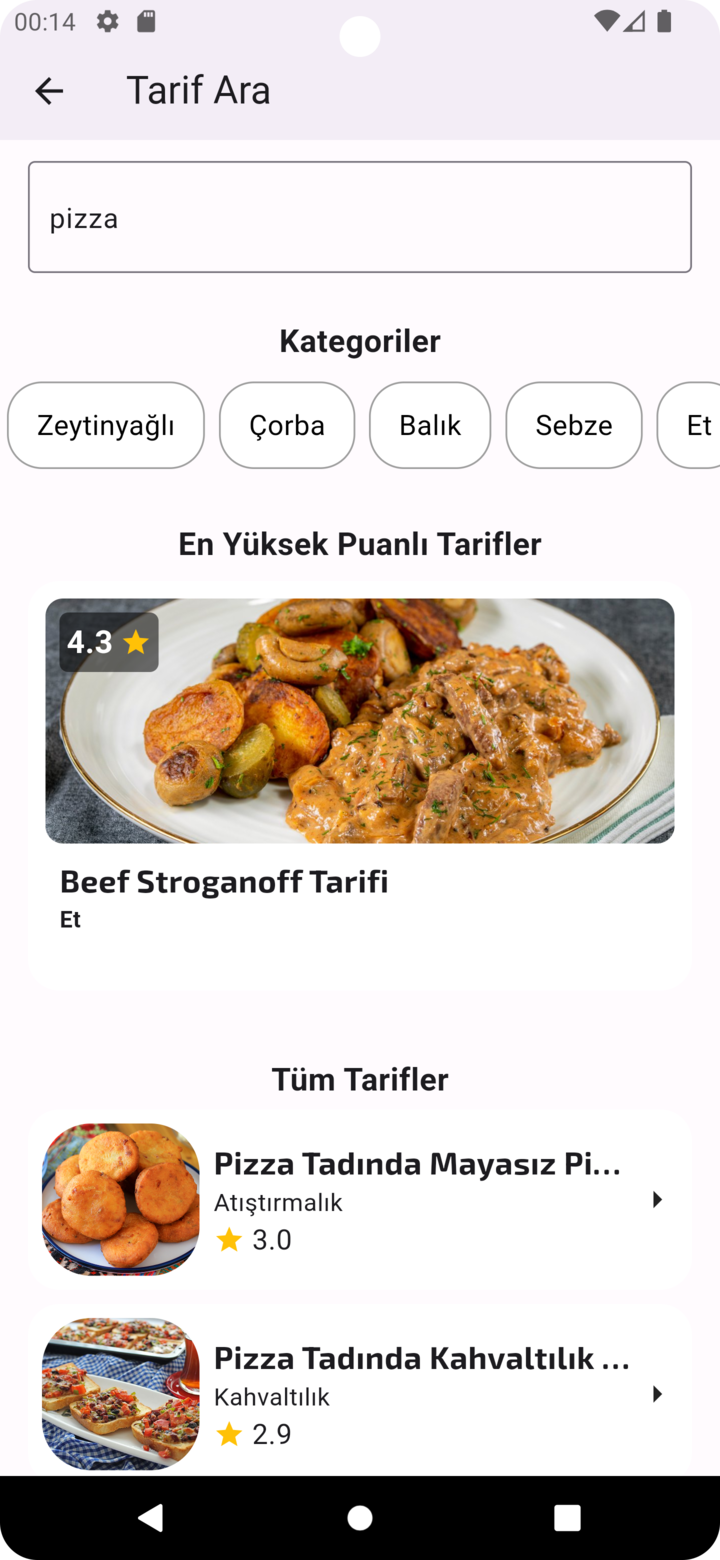 00:14
Tarif Ara
pizza
Kategoriler
Zeytinyağlı Çorba Balık Sebze Et
En Yüksek Puanlı Tarifler
4.3
Beef Stroganoff Tarifi
Et
Tüm Tarifler
Pizza Tadında Mayasız Pi...
Atıştırmalık
3.0
Pizza Tadında Kahvaltılık ...
Kahvaltılık
2.9